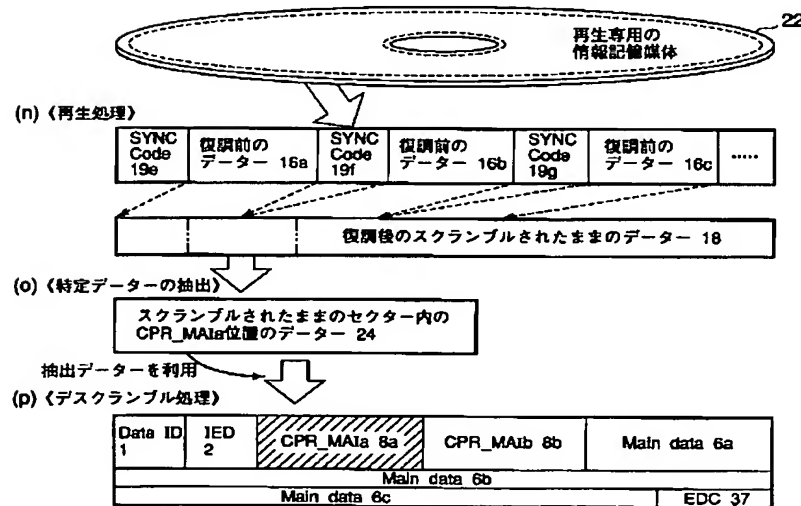 22
再生専用の
情報記憶媒体
(n)《再生処理》
SYNC Code 19e
復調前のデーター 16a
SYNC Code 19f
復調前のデーター 16b
SYNC Code 19g
復調前のデーター 16c
.....
復調後のスクランブルされたままのデーター 18
(o)《特定データーの抽出》
スクランブルされたままのセクター内の
CPR_MAIa位置のデーター 24
抽出データーを利用
(p)《デスクランブル処理》
Data ID 1
IED 2
CPR_MAIa 8a
CPR_MAIb 8b
Main data 6a
Main data 6b
Main data 6c
EDC 37